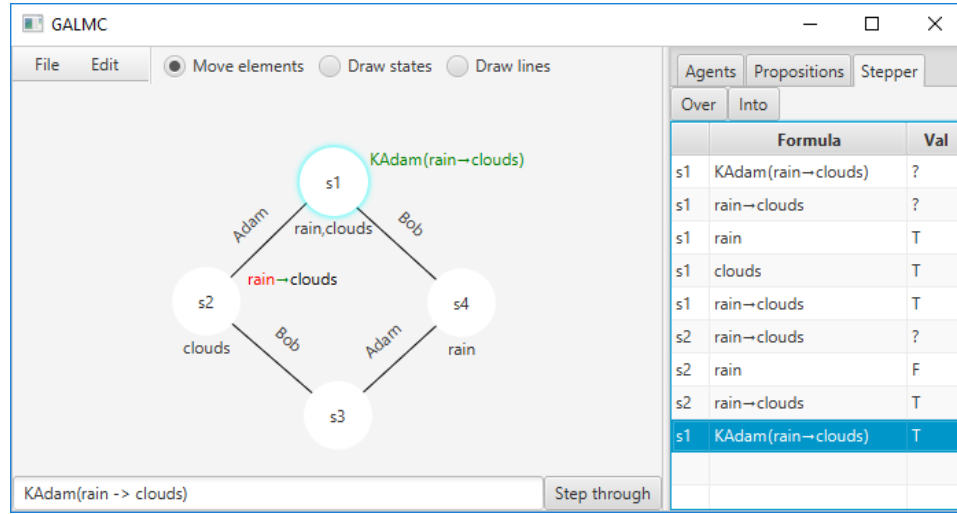 GALMC
File Edit Move elements Draw states Draw lines
Agents Propositions Stepper
Over Into
Formula Val
s1 KAdam(rain→clouds) ?
s1 rain→clouds ?
s1 rain T
s1 clouds T
s1 rain→clouds T
s2 rain→clouds ?
s2 rain F
s2 rain→clouds T
s1 KAdam(rain→clouds) T
KAdam(rain→clouds)
s1
rain,clouds
Adam
Bob
rain→clouds
s2
clouds
s4
rain
Bob
Adam
s3
KAdam(rain -> clouds) Step through